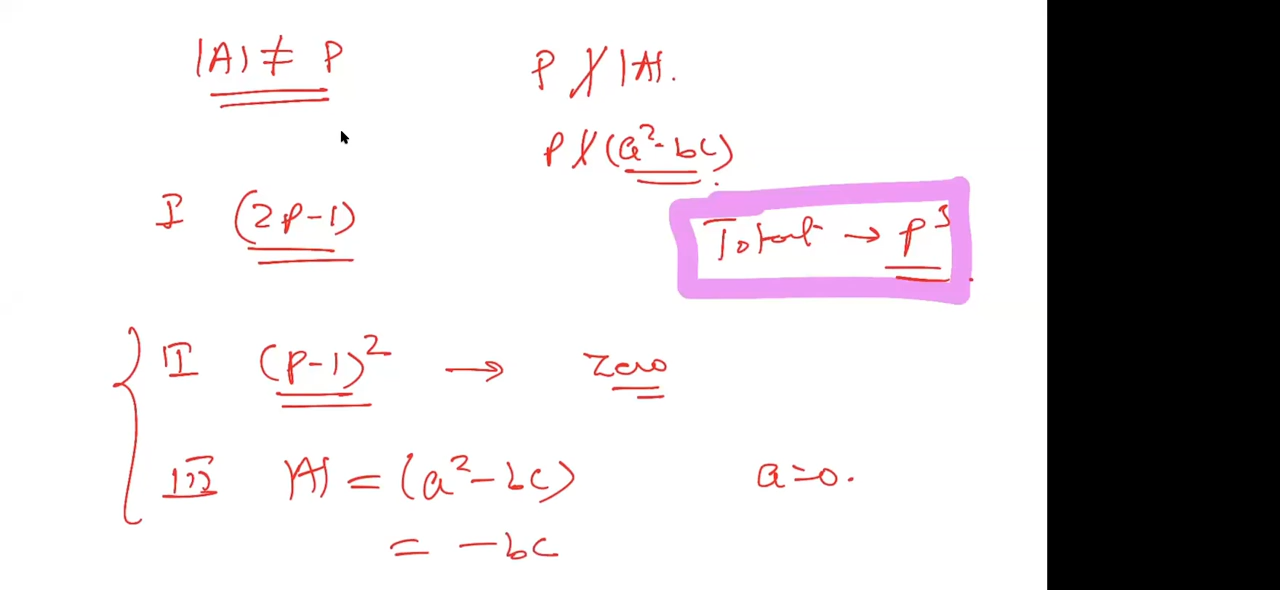 |A| ≠ P
P ∤ |A|.
P ∤ (a² - bc).
I (2P-1)
Total → P³
II (P-1)² → Zero
III |A| = (a² - bc) a=0.
= -bc